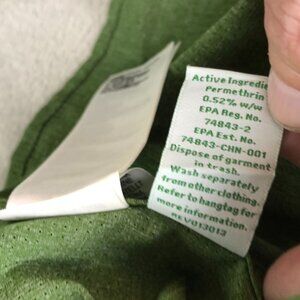 Active Ingredie
Permethrin
0.52% w/w
EPA Reg. No.
74843-2
EPA Est. No.
74843-CHN-001
Dispose of garment
in trash.
Wash separately
from other clothing.
Refer to hangtag for
more information.
REV013013